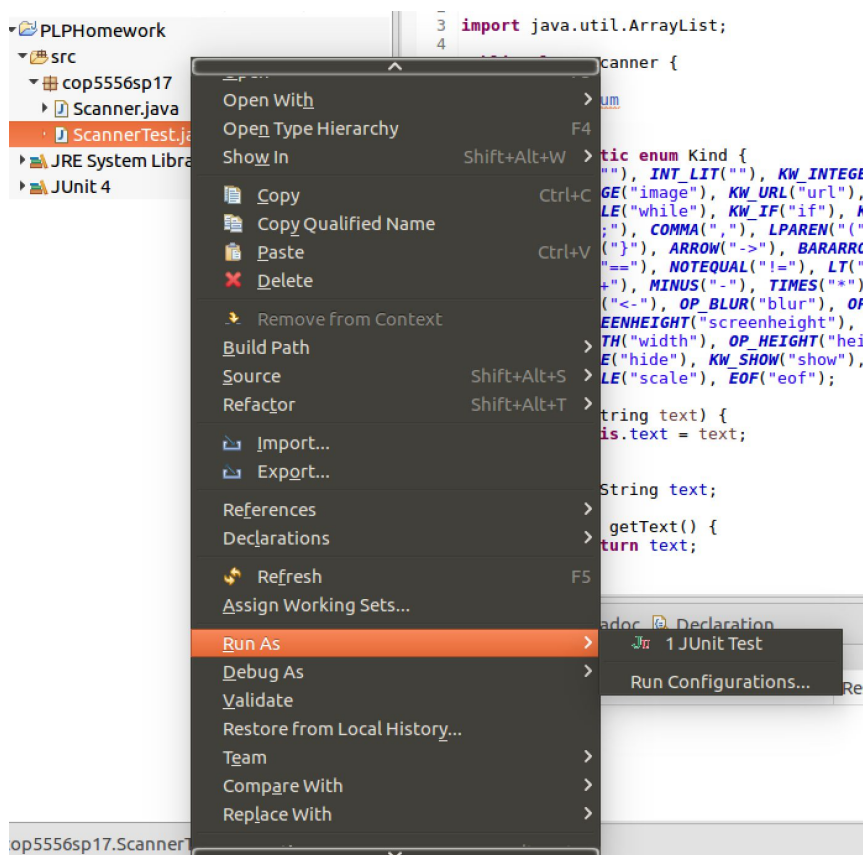 PLPHomework
src
cop5556sp17
Scanner.java
ScannerTest.ja
JRE System Libra
JUnit 4
Open With
Open Type Hierarchy F4
Show In Shift+Alt+W
Copy Ctrl+C
Copy Qualified Name
Paste Ctrl+V
Delete
Remove from Context
Build Path
Source Shift+Alt+S
Refactor Shift+Alt+T
Import...
Export...
References
Declarations
Refresh F5
Assign Working Sets...
Run As
Debug As
Validate
Restore from Local History...
Team
Compare With
Replace With
1 JUnit Test
Run Configurations...
3 import java.util.ArrayList;
4
canner {
um
tic enum Kind {
""), INT_LIT(""), KW_INTEGE
GE("image"), KW_URL("url"),
LE("while"), KW_IF("if"), K
;"), COMMA(","), LPAREN("("
("}"), ARROW("->"), BARARRO
"=="), NOTEQUAL("!="), LT("
+"), MINUS("-"), TIMES("*")
("<-"), OP_BLUR("blur"), OP
EENHEIGHT("screenheight"),
TH("width"), OP_HEIGHT("hei
E("hide"), KW_SHOW("show"),
LE("scale"), EOF("eof");
tring text) {
is.text = text;
String text;
getText() {
turn text;
adoc Declaration
Re
op5556sp17.ScannerT